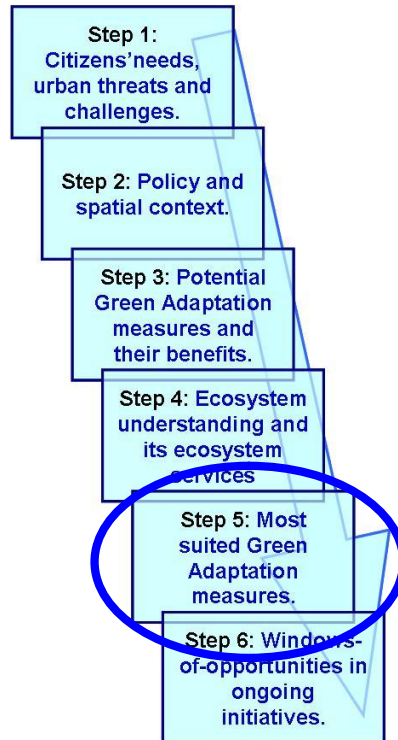 Step 1:
Citizens'needs,
urban threats and
challenges.
Step 2: Policy and
spatial context.
Step 3: Potential
Green Adaptation
measures and
their benefits.
Step 4: Ecosystem
understanding and
its ecosystem
services
Step 5: Most
suited Green
Adaptation
measures.
Step 6: Windows-
of-opportunities in
ongoing
initiatives.